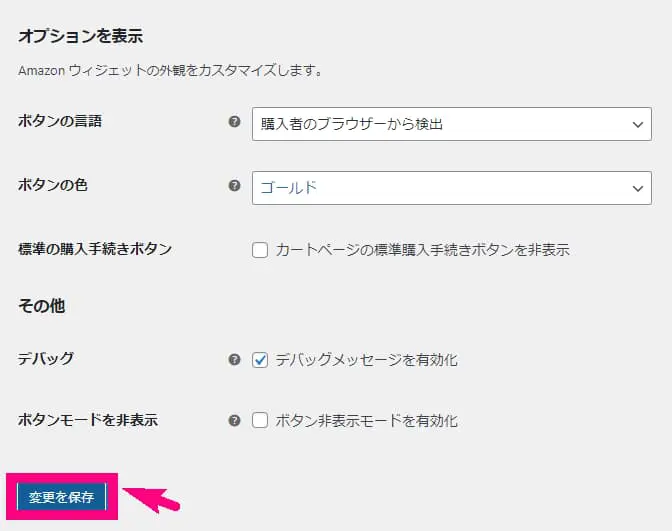 オプションを表示
Amazon ウィジェットの外観をカスタマイズします。
ボタンの言語 ? 購入者のブラウザーから検出
ボタンの色 ? ゴールド
標準の購入手続きボタン カートページの標準購入手続きボタンを非表示
その他
デバッグ ? デバッグメッセージを有効化
ボタンモードを非表示 ? ボタン非表示モードを有効化
変更を保存